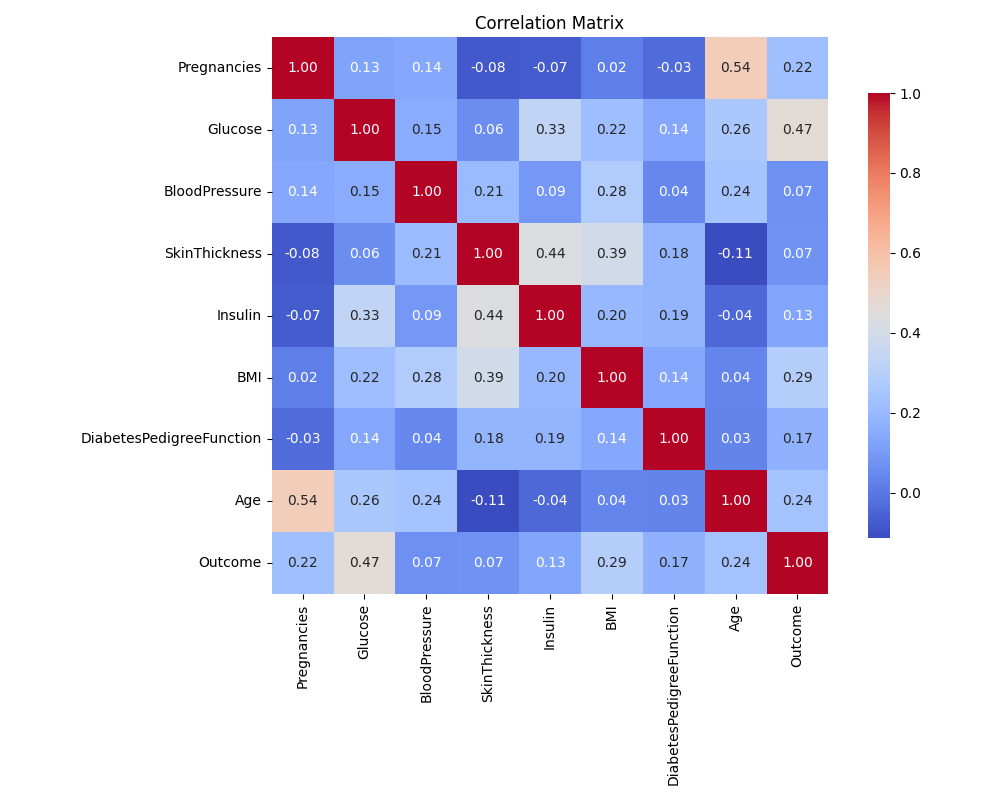 Correlation Matrix
Pregnancies 1.00 0.13 0.14 -0.08 -0.07 0.02 -0.03 0.54 0.22
Glucose 0.13 1.00 0.15 0.06 0.33 0.22 0.14 0.26 0.47
BloodPressure 0.14 0.15 1.00 0.21 0.09 0.28 0.04 0.24 0.07
SkinThickness -0.08 0.06 0.21 1.00 0.44 0.39 0.18 -0.11 0.07
Insulin -0.07 0.33 0.09 0.44 1.00 0.20 0.19 -0.04 0.13
BMI 0.02 0.22 0.28 0.39 0.20 1.00 0.14 0.04 0.29
DiabetesPedigreeFunction -0.03 0.14 0.04 0.18 0.19 0.14 1.00 0.03 0.17
Age 0.54 0.26 0.24 -0.11 -0.04 0.04 0.03 1.00 0.24
Outcome 0.22 0.47 0.07 0.07 0.13 0.29 0.17 0.24 1.00
Pregnancies
Glucose
BloodPressure
SkinThickness
Insulin
BMI
DiabetesPedigreeFunction
Age
Outcome
1.0
0.8
0.6
0.4
0.2
0.0